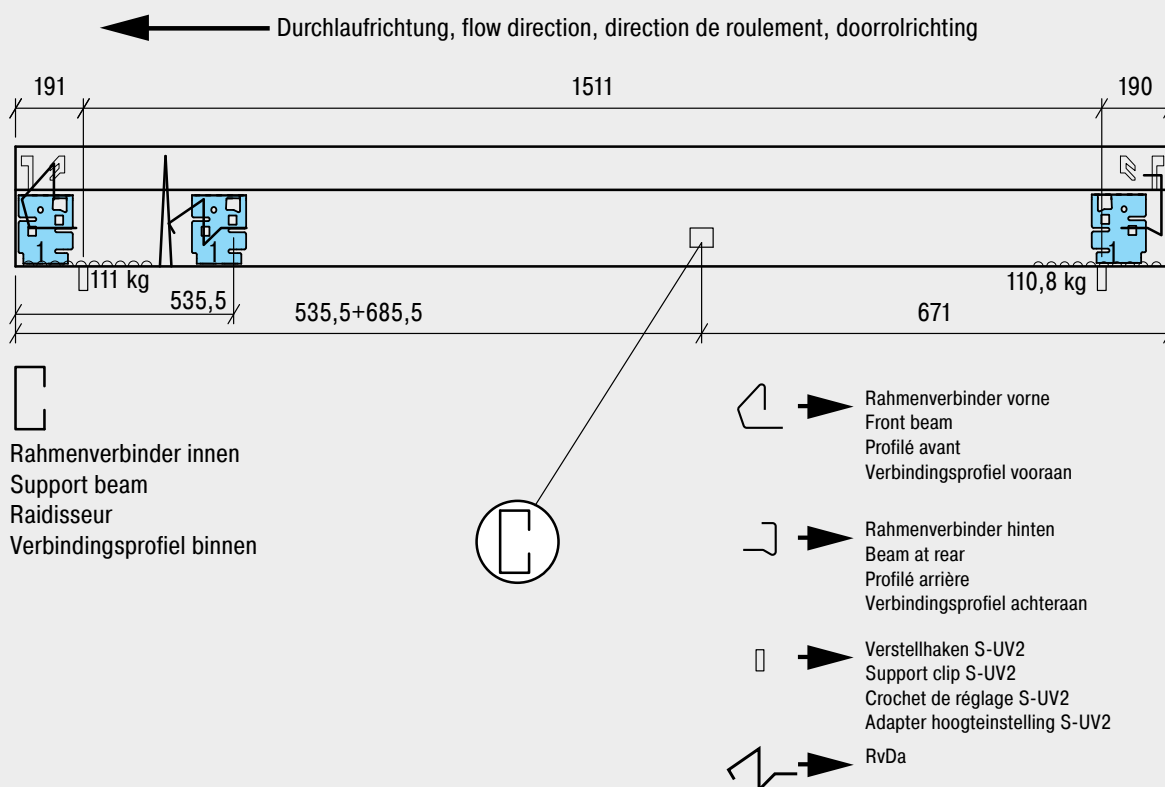 Durchlaufrichtung, flow direction, direction de roulement, doorrolrichting
191
1511
190
1
1
1
111 kg
110,8 kg
535,5
535,5+685,5
671
Rahmenverbinder innen
Support beam
Raidisseur
Verbindingsprofiel binnen
Rahmenverbinder vorne
Front beam
Profilé avant
Verbindingsprofiel vooraan
Rahmenverbinder hinten
Beam at rear
Profilé arrière
Verbindingsprofiel achteraan
Verstellhaken S-UV2
Support clip S-UV2
Crochet de réglage S-UV2
Adapter hoogteinstelling S-UV2
RvDa